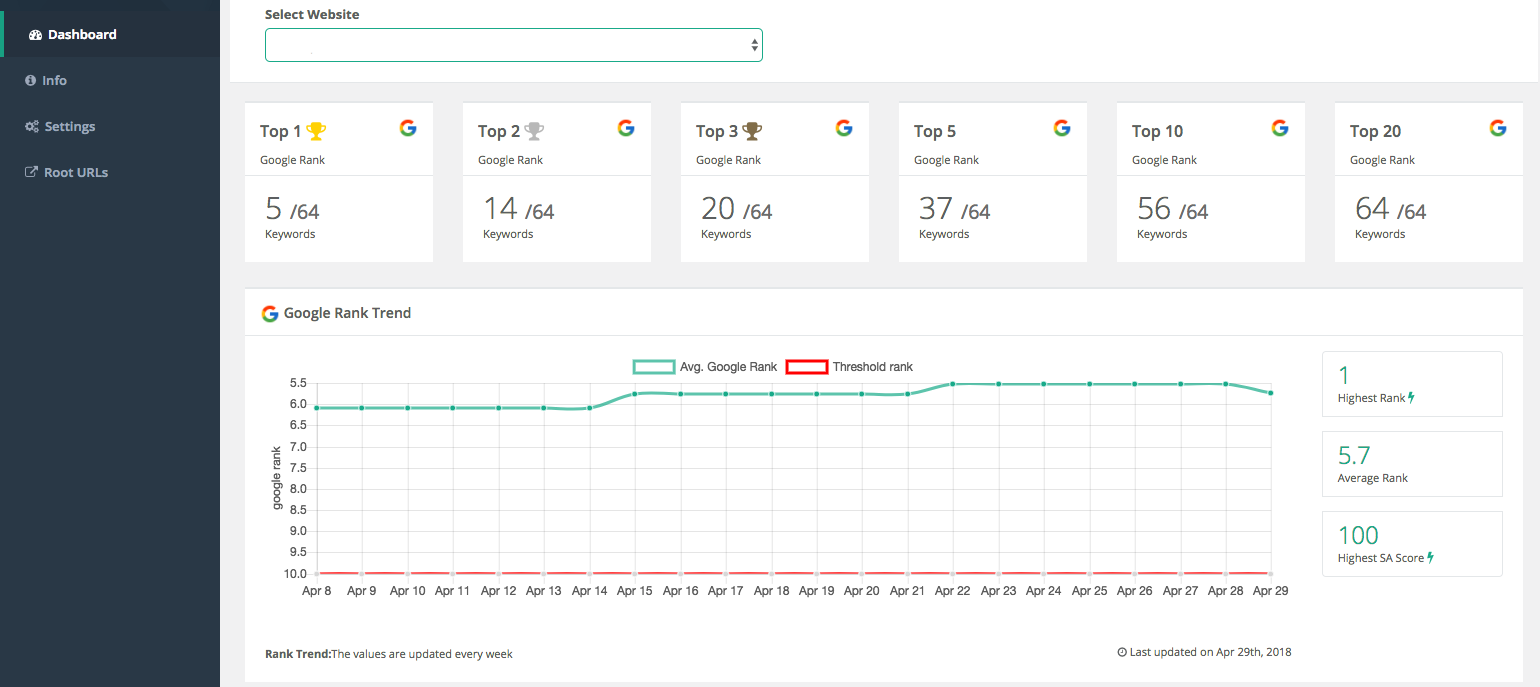 Dashboard
Info
Settings
Root URLs
Select Website
Top 1
Google Rank
5 /64
Keywords
Top 2
Google Rank
14 /64
Keywords
Top 3
Google Rank
20 /64
Keywords
Top 5
Google Rank
37 /64
Keywords
Top 10
Google Rank
56 /64
Keywords
Top 20
Google Rank
64 /64
Keywords
Google Rank Trend
Avg. Google Rank Threshold rank
google rank
5.5
6.0
6.5
7.0
7.5
8.0
8.5
9.0
9.5
10.0
Apr 8 Apr 9 Apr 10 Apr 11 Apr 12 Apr 13 Apr 14 Apr 15 Apr 16 Apr 17 Apr 18 Apr 19 Apr 20 Apr 21 Apr 22 Apr 23 Apr 24 Apr 25 Apr 26 Apr 27 Apr 28 Apr 29
1
Highest Rank
5.7
Average Rank
100
Highest SA Score
Rank Trend:The values are updated every week
Last updated on Apr 29th, 2018